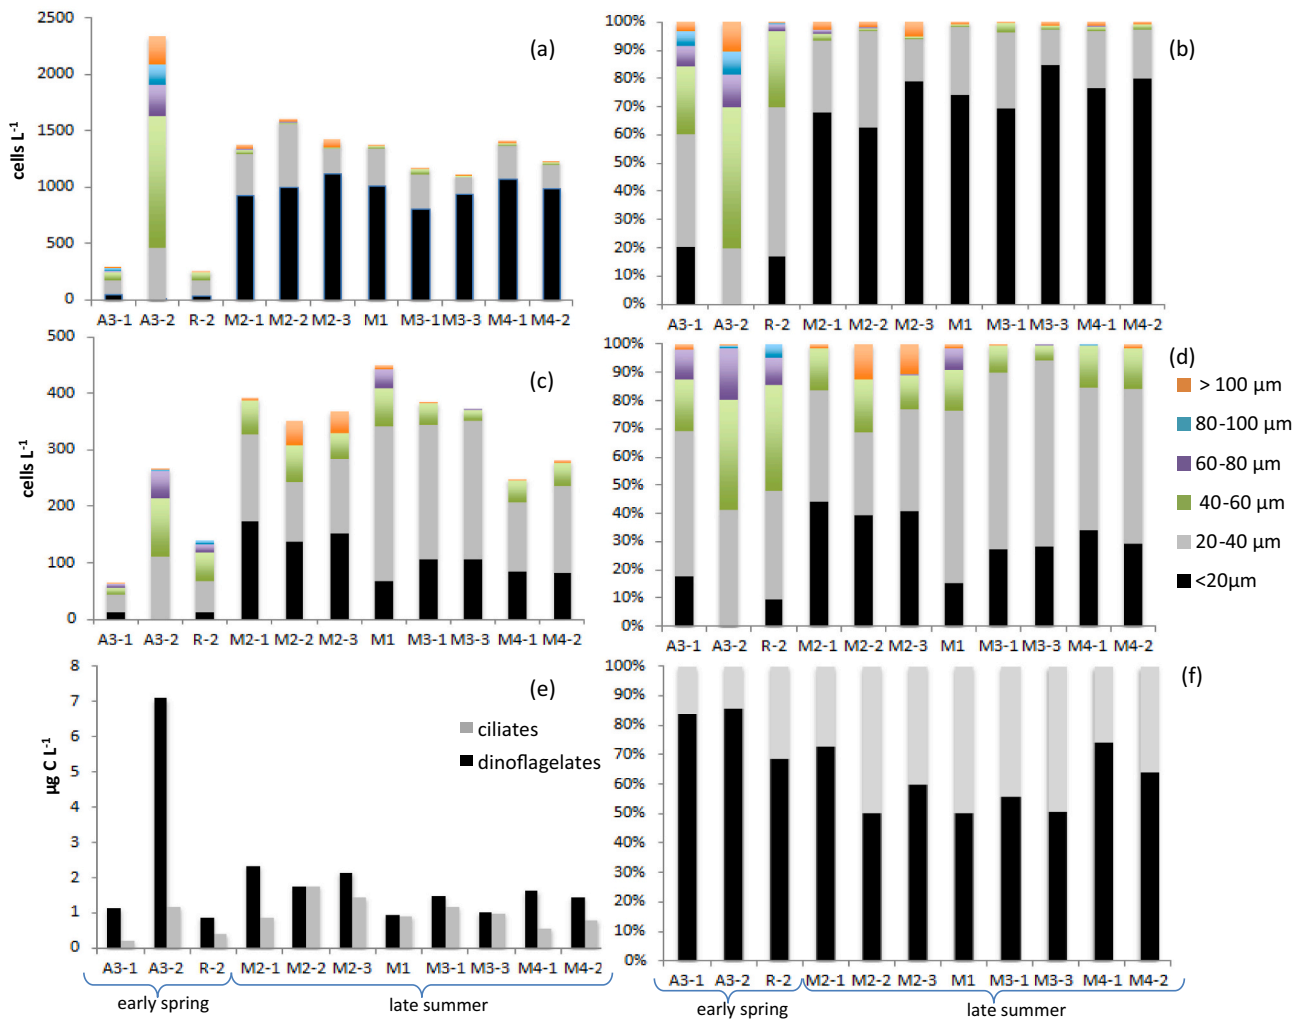 (a)
cells L-1
2500
2000
1500
1000
500
0
A3-1 A3-2 R-2 M2-1 M2-2 M2-3 M1 M3-1 M3-3 M4-1 M4-2
(b)
100%
90%
80%
70%
60%
50%
40%
30%
20%
10%
0%
A3-1 A3-2 R-2 M2-1 M2-2 M2-3 M1 M3-1 M3-3 M4-1 M4-2
(c)
cells L-1
500
400
300
200
100
0
A3-1 A3-2 R-2 M2-1 M2-2 M2-3 M1 M3-1 M3-3 M4-1 M4-2
(d)
100%
90%
80%
70%
60%
50%
40%
30%
20%
10%
0%
A3-1 A3-2 R-2 M2-1 M2-2 M2-3 M1 M3-1 M3-3 M4-1 M4-2
> 100 µm
80-100 µm
60-80 µm
40-60 µm
20-40 µm
<20µm
(e)
µg C L-1
8
7
6
5
4
3
2
1
0
ciliates
dinoflagelates
A3-1 A3-2 R-2 M2-1 M2-2 M2-3 M1 M3-1 M3-3 M4-1 M4-2
early spring
late summer
(f)
100%
90%
80%
70%
60%
50%
40%
30%
20%
10%
0%
A3-1 A3-2 R-2 M2-1 M2-2 M2-3 M1 M3-1 M3-3 M4-1 M4-2
early spring
late summer